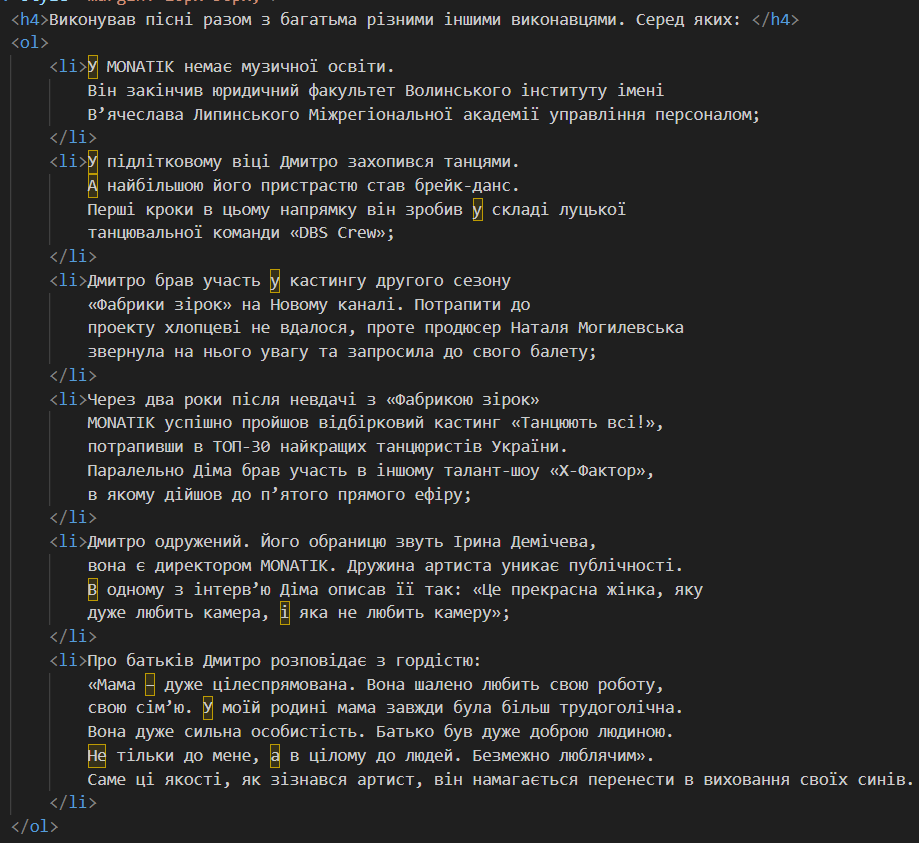 <h4>Виконував пісні разом з багатьма різними іншими виконавцями. Серед яких: </h4>
<ol>
<li>У MONATIK немає музичної освіти.
Він закінчив юридичний факультет Волинського інституту імені
В’ячеслава Липинського Міжрегіональної академії управління персоналом;
</li>
<li>У підлітковому віці Дмитро захопився танцями.
А найбільшою його пристрастю став брейк-данс.
Перші кроки в цьому напрямку він зробив у складі луцької
танцювальної команди «DBS Crew»;
</li>
<li>Дмитро брав участь у кастингу другого сезону
«Фабрики зірок» на Новому каналі. Потрапити до
проекту хлопцеві не вдалося, проте продюсер Наталя Могилевська
звернула на нього увагу та запросила до свого балету;
</li>
<li>Через два роки після невдачі з «Фабрикою зірок»
MONATIK успішно пройшов відбірковий кастинг «Танцюють всі!»,
потрапивши в ТОП-30 найкращих танцюристів України.
Паралельно Діма брав участь в іншому талант-шоу «Х-Фактор»,
в якому дійшов до п’ятого прямого ефіру;
</li>
<li>Дмитро одружений. Його обраницю звуть Ірина Демічева,
вона є директором MONATIK. Дружина артиста уникає публічності.
В одному з інтерв’ю Діма описав її так: «Це прекрасна жінка, яку
дуже любить камера, і яка не любить камеру»;
</li>
<li>Про батьків Дмитро розповідає з гордістю:
«Мама – дуже цілеспрямована. Вона шалено любить свою роботу,
свою сім’ю. У моїй родині мама завжди була більш трудоголічна.
Вона дуже сильна особистість. Батько був дуже доброю людиною.
Не тільки до мене, а в цілому до людей. Безмежно люблячим».
Саме ці якості, як зізнався артист, він намагається перенести в виховання своїх синів.
</li>
</ol>